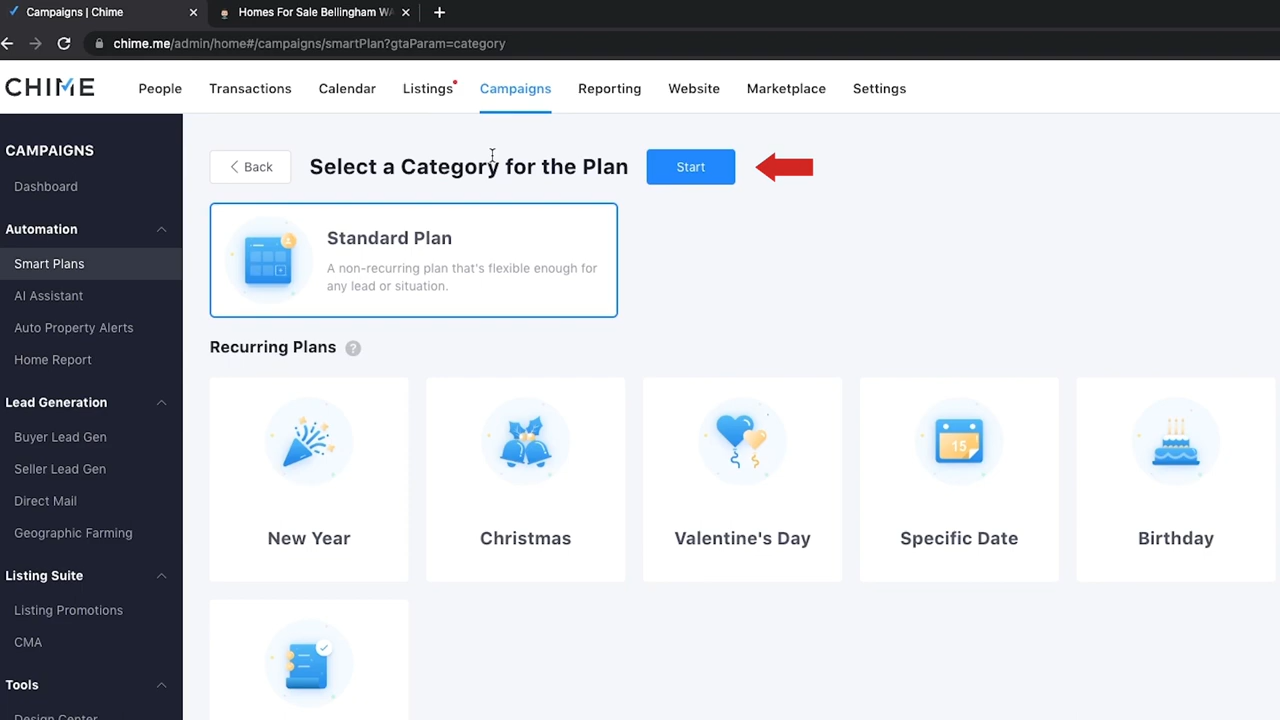 Campaigns | Chime
Homes For Sale Bellingham WA
chime.me/admin/home#/campaigns/smartPlan?gtaParam=category
CHIME
People
Transactions
Calendar
Listings
Campaigns
Reporting
Website
Marketplace
Settings
CAMPAIGNS
Dashboard
Automation
Smart Plans
AI Assistant
Auto Property Alerts
Home Report
Lead Generation
Buyer Lead Gen
Seller Lead Gen
Direct Mail
Geographic Farming
Listing Suite
Listing Promotions
CMA
Tools
Design Center
Back
Select a Category for the Plan
Start
Standard Plan
A non-recurring plan that's flexible enough for
any lead or situation.
Recurring Plans ?
New Year
Christmas
Valentine's Day
15
Specific Date
Birthday